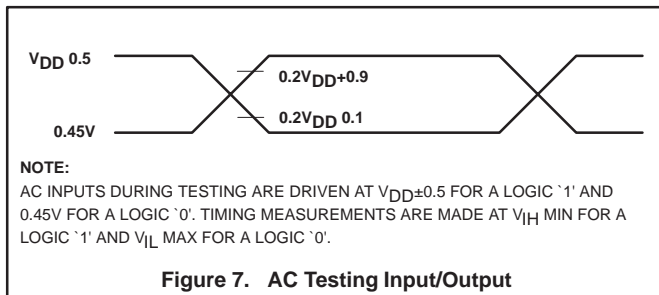 VDD 0.5
0.2VDD+0.9
0.2VDD 0.1
0.45V
NOTE:
AC INPUTS DURING TESTING ARE DRIVEN AT VDD±0.5 FOR A LOGIC `1' AND
0.45V FOR A LOGIC `0'. TIMING MEASUREMENTS ARE MADE AT VIH MIN FOR A
LOGIC `1' AND VIL MAX FOR A LOGIC `0'.
Figure 7. AC Testing Input/Output